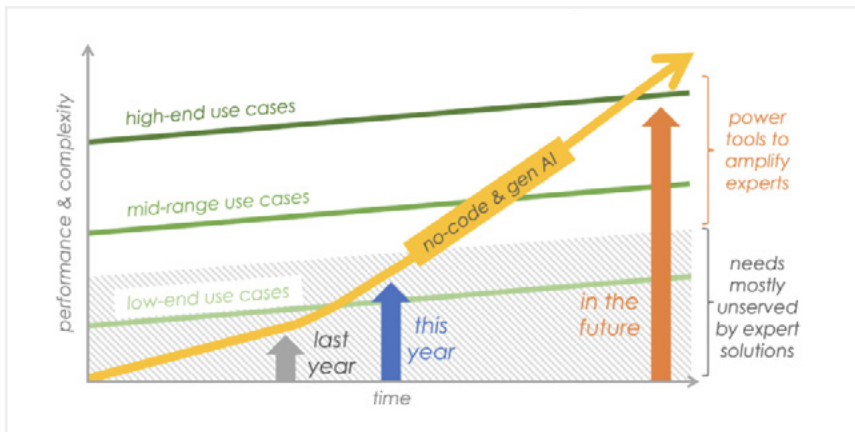 performance & complexity
high-end use cases
mid-range use cases
low-end use cases
no-code & gen AI
last
year
this
year
in the
future
time
power
tools to
amplify
experts
needs
mostly
unserved
by expert
solutions